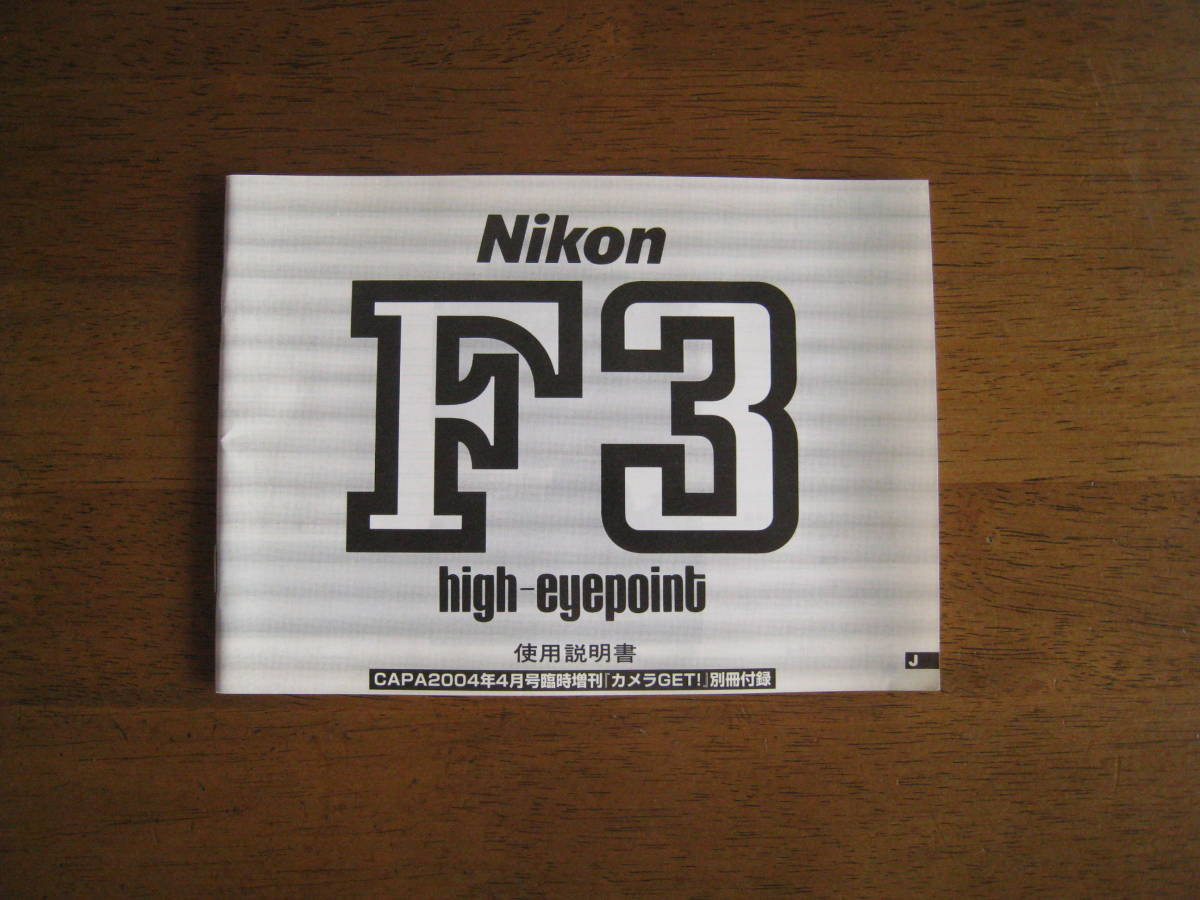 Nikon
F3
high-eyepoint
使用説明書
J
CAPA2004年4月号臨時増刊『カメラGET!』別冊付録